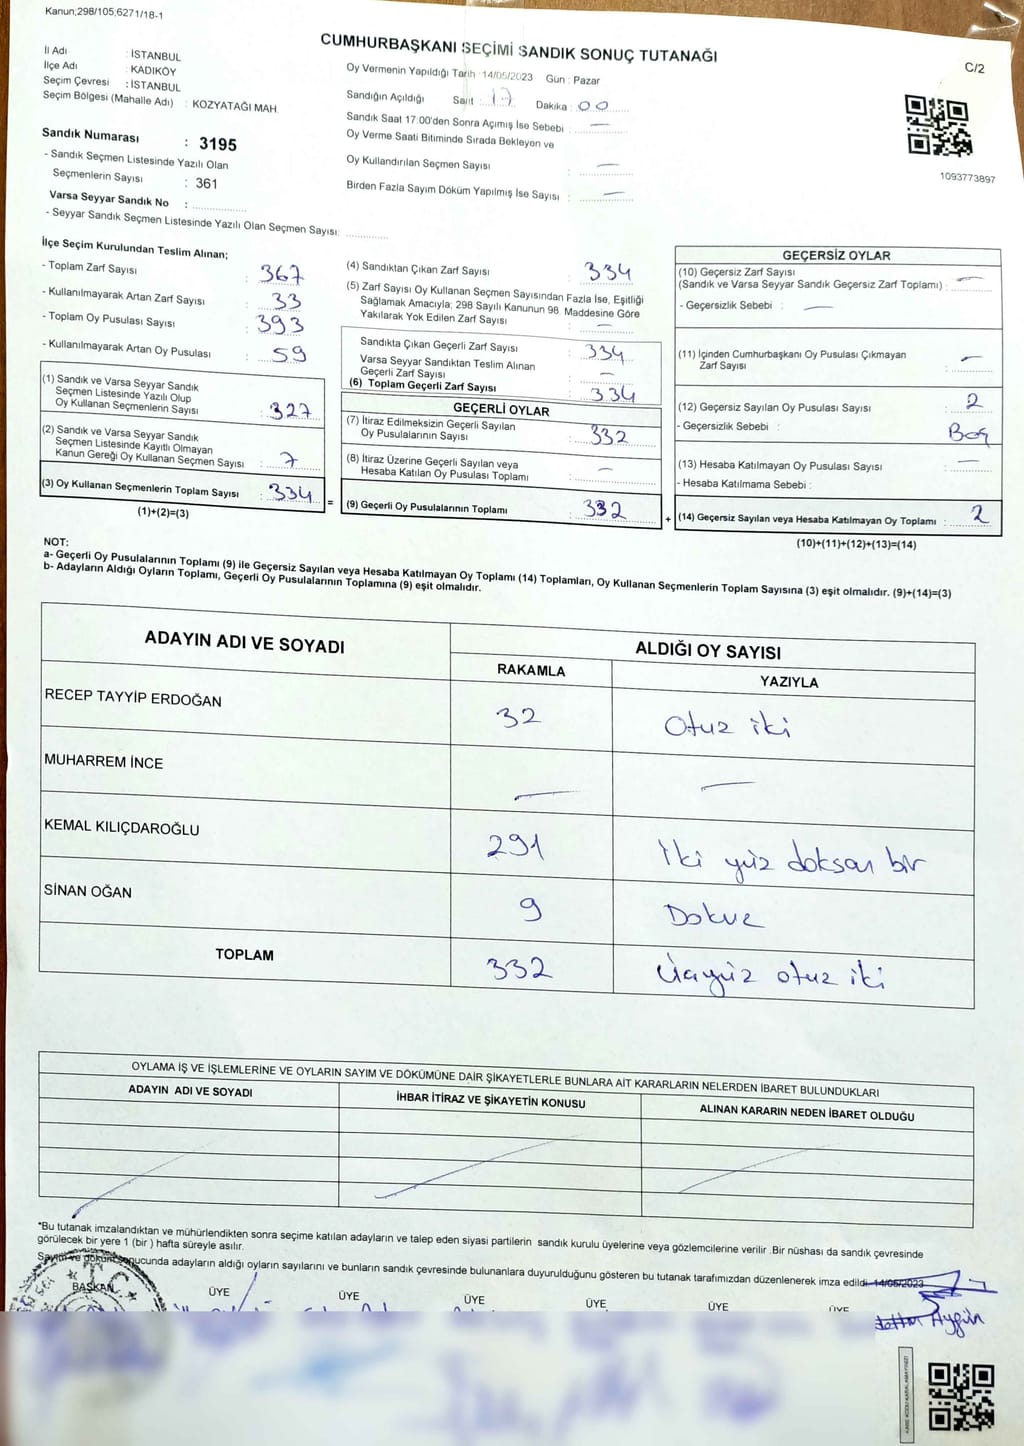 Kanun;298/105;6271/18-1
CUMHURBAŞKANI SEÇİMİ SANDIK SONUÇ TUTANAĞI
C/2
İl Adı : İSTANBUL
İlçe Adı : KADIKÖY
Seçim Çevresi : İSTANBUL
Seçim Bölgesi (Mahalle Adı) : KOZYATAĞI MAH.
Oy Vermenin Yapıldığı Tarih :14/05/2023 Gün : Pazar
Sandığın Açıldığı Saat : 17 Dakika : 00
Sandık Saat 17:00'den Sonra Açımış İse Sebebi : —
Oy Verme Saati Bitiminde Sırada Bekleyen ve
Oy Kullandırılan Seçmen Sayısı : —
Birden Fazla Sayım Döküm Yapılmış İse Sayısı : —
1093773897
Sandık Numarası : 3195
- Sandık Seçmen Listesinde Yazılı Olan
Seçmenlerin Sayısı : 361
Varsa Seyyar Sandık No :
- Seyyar Sandık Seçmen Listesinde Yazılı Olan Seçmen Sayısı:
İlçe Seçim Kurulundan Teslim Alınan;
- Toplam Zarf Sayısı : 367
- Kullanılmayarak Artan Zarf Sayısı : 33
- Toplam Oy Pusulası Sayısı : 393
- Kullanılmayarak Artan Oy Pusulası : 59
(1) Sandık ve Varsa Seyyar Sandık
Seçmen Listesinde Yazılı Olup
Oy Kullanan Seçmenlerin Sayısı : 327
(2) Sandık ve Varsa Seyyar Sandık
Seçmen Listesinde Kayıtlı Olmayan
Kanun Gereği Oy Kullanan Seçmen Sayısı : 7
(3) Oy Kullanan Seçmenlerin Toplam Sayısı : 334
(1)+(2)=(3)
=
(4) Sandıktan Çıkan Zarf Sayısı : 334
(5) Zarf Sayısı Oy Kullanan Seçmen Sayısından Fazla İse, Eşitliği
Sağlamak Amacıyla; 298 Sayılı Kanunun 98. Maddesine Göre
Yakılarak Yok Edilen Zarf Sayısı : —
Sandıkta Çıkan Geçerli Zarf Sayısı : 334
Varsa Seyyar Sandıktan Teslim Alınan
Geçerli Zarf Sayısı : —
(6) Toplam Geçerli Zarf Sayısı : 334
GEÇERLİ OYLAR
(7) İtiraz Edilmeksizin Geçerli Sayılan
Oy Pusulalarının Sayısı : 332
(8) İtiraz Üzerine Geçerli Sayılan veya
Hesaba Katılan Oy Pusulası Toplamı : —
(9) Geçerli Oy Pusulalarının Toplamı : 332
+
GEÇERSİZ OYLAR
(10) Geçersiz Zarf Sayısı
(Sandık ve Varsa Seyyar Sandık Geçersiz Zarf Toplamı) : —
- Geçersizlik Sebebi : —
(11) İçinden Cumhurbaşkanı Oy Pusulası Çıkmayan
Zarf Sayısı : —
(12) Geçersiz Sayılan Oy Pusulası Sayısı : 2
- Geçersizlik Sebebi : Boş
(13) Hesaba Katılmayan Oy Pusulası Sayısı : —
- Hesaba Katılmama Sebebi :
(14) Geçersiz Sayılan veya Hesaba Katılmayan Oy Toplamı : 2
(10)+(11)+(12)+(13)=(14)
NOT:
a- Geçerli Oy Pusulalarının Toplamı (9) ile Geçersiz Sayılan veya Hesaba Katılmayan Oy Toplamı (14) Toplamları, Oy Kullanan Seçmenlerin Toplam Sayısına (3) eşit olmalıdır. (9)+(14)=(3)
b- Adayların Aldığı Oyların Toplamı, Geçerli Oy Pusulalarının Toplamına (9) eşit olmalıdır.
ADAYIN ADI VE SOYADI
ALDIĞI OY SAYISI
RAKAMLA YAZIYLA
RECEP TAYYİP ERDOĞAN 32 Otuz iki
MUHARREM İNCE — —
KEMAL KILIÇDAROĞLU 291 İki yüz doksan bir
SİNAN OĞAN 9 Dokuz
TOPLAM 332 Üçyüz otuz iki
OYLAMA İŞ VE İŞLEMLERİNE VE OYLARIN SAYIM VE DÖKÜMÜNE DAİR ŞİKAYETLERLE BUNLARA AİT KARARLARIN NELERDEN İBARET BULUNDUKLARI
ADAYIN ADI VE SOYADI İHBAR İTİRAZ VE ŞİKAYETİN KONUSU ALINAN KARARIN NEDEN İBARET OLDUĞU
*Bu tutanak imzalandıktan ve mühürlendikten sonra seçime katılan adayların ve talep eden siyasi partilerin sandık kurulu üyelerine veya gözlemcilerine verilir .Bir nüshası da sandık çevresinde
görülecek bir yere 1 (bir ) hafta süreyle asılır.
Sayım ve döküm sonucunda adayların aldığı oyların sayılarını ve bunların sandık çevresinde bulunanlara duyurulduğunu gösteren bu tutanak tarafımızdan düzenlenerek imza edildi. 14/05/2023
T.C.
BAŞKAN ÜYE ÜYE ÜYE ÜYE ÜYE ÜYE
Aygün